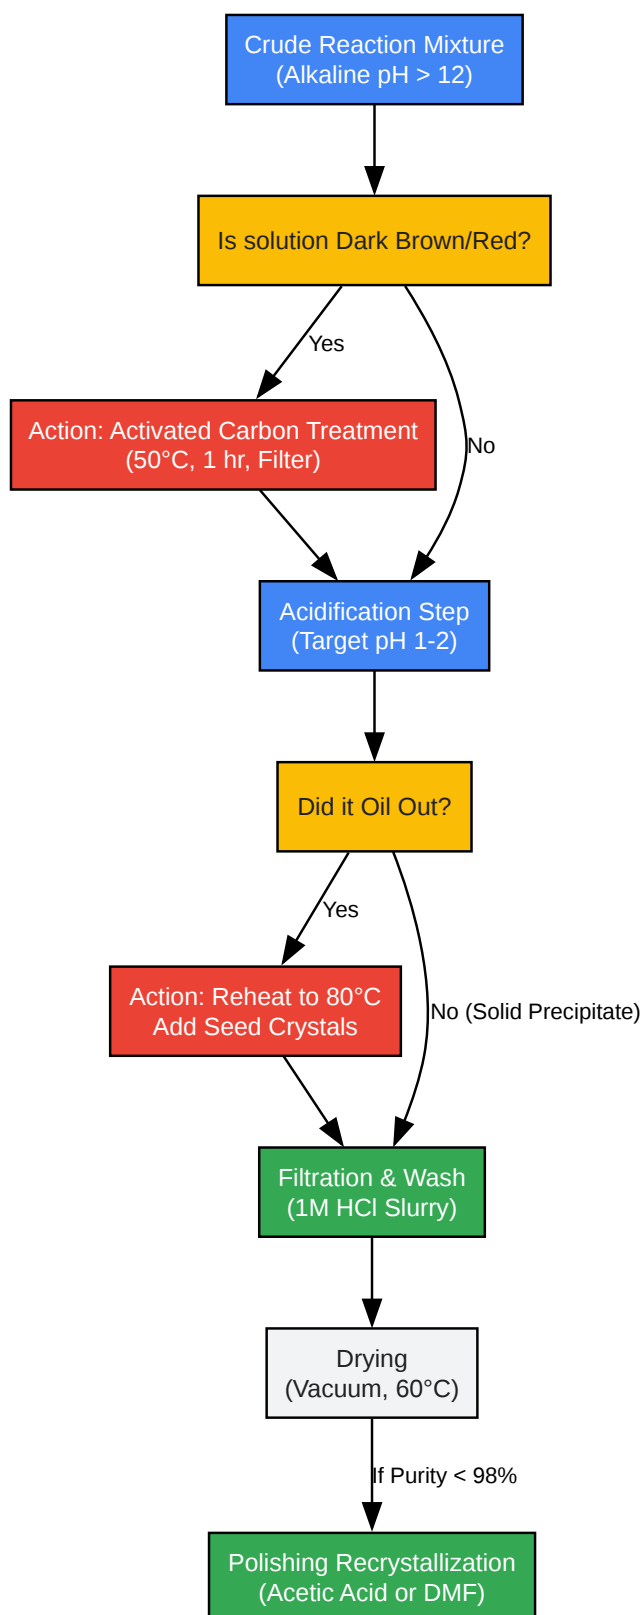 Crude Reaction Mixture
(Alkaline pH > 12)
Is solution Dark Brown/Red?
Yes
Action: Activated Carbon Treatment
(50°C, 1 hr, Filter)
No
Acidification Step
(Target pH 1-2)
Did it Oil Out?
Yes
Action: Reheat to 80°C
Add Seed Crystals
No (Solid Precipitate)
Filtration & Wash
(1M HCl Slurry)
Drying
(Vacuum, 60°C)
If Purity < 98%
Polishing Recrystallization
(Acetic Acid or DMF)